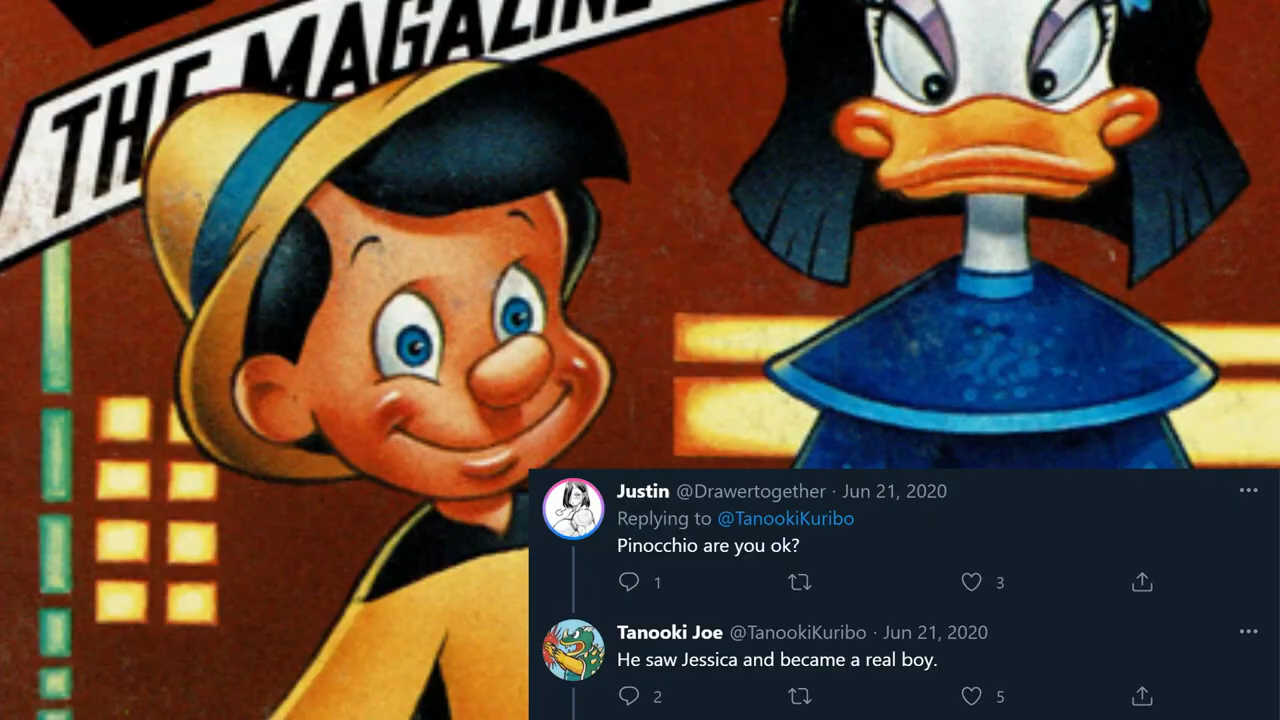 THE MAGAZINE
Justin @Drawertogether · Jun 21, 2020
Replying to @TanookiKuribo
Pinocchio are you ok?
1 3
Tanooki Joe @TanookiKuribo · Jun 21, 2020
He saw Jessica and became a real boy.
2 5